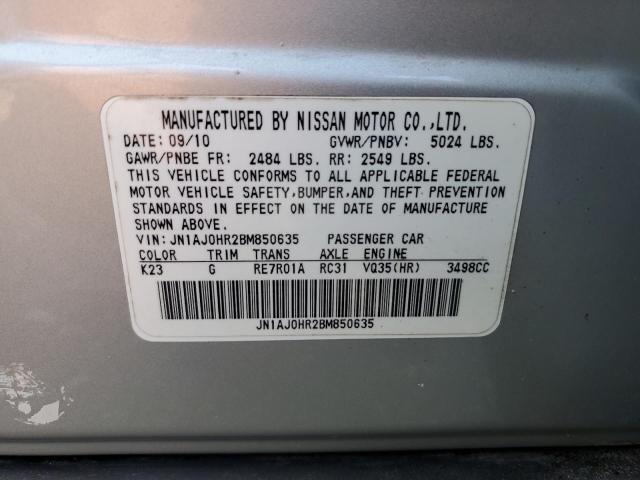 MANUFACTURED BY NISSAN MOTOR CO.,LTD.
DATE: 09/10 GVWR/PNBV: 5024 LBS.
GAWR/PNBE FR: 2484 LBS. RR: 2549 LBS.
THIS VEHICLE CONFORMS TO ALL APPLICABLE FEDERAL
MOTOR VEHICLE SAFETY,BUMPER,AND THEFT PREVENTION
STANDARDS IN EFFECT ON THE DATE OF MANUFACTURE
SHOWN ABOVE.
VIN: JN1AJ0HR2BM850635 PASSENGER CAR
COLOR TRIM TRANS AXLE ENGINE
K23 G RE7R01A RC31 VQ35(HR) 3498CC
JN1AJ0HR2BM850635